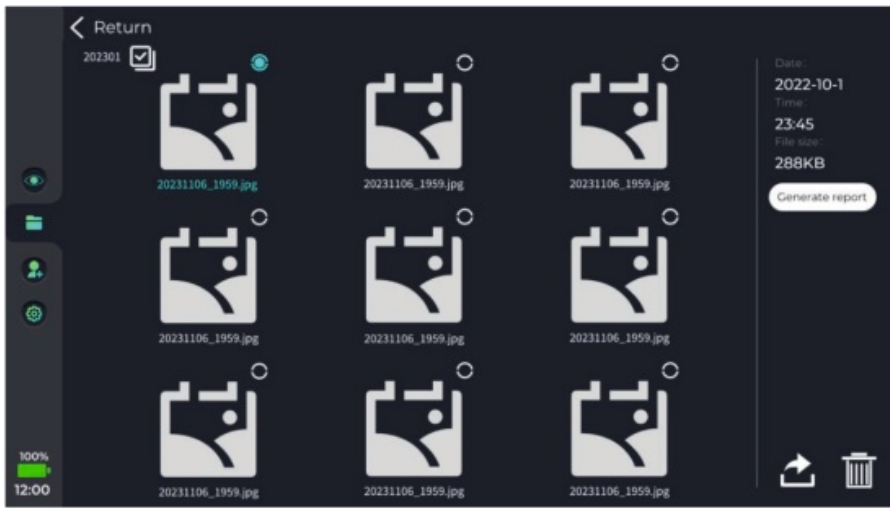 Return
202301
20231106_1959.jpg
20231106_1959.jpg
20231106_1959.jpg
20231106_1959.jpg
20231106_1959.jpg
20231106_1959.jpg
20231106_1959.jpg
20231106_1959.jpg
20231106_1959.jpg
Date:
2022-10-1
Time:
23:45
File size:
288KB
Generate report
100%
12:00